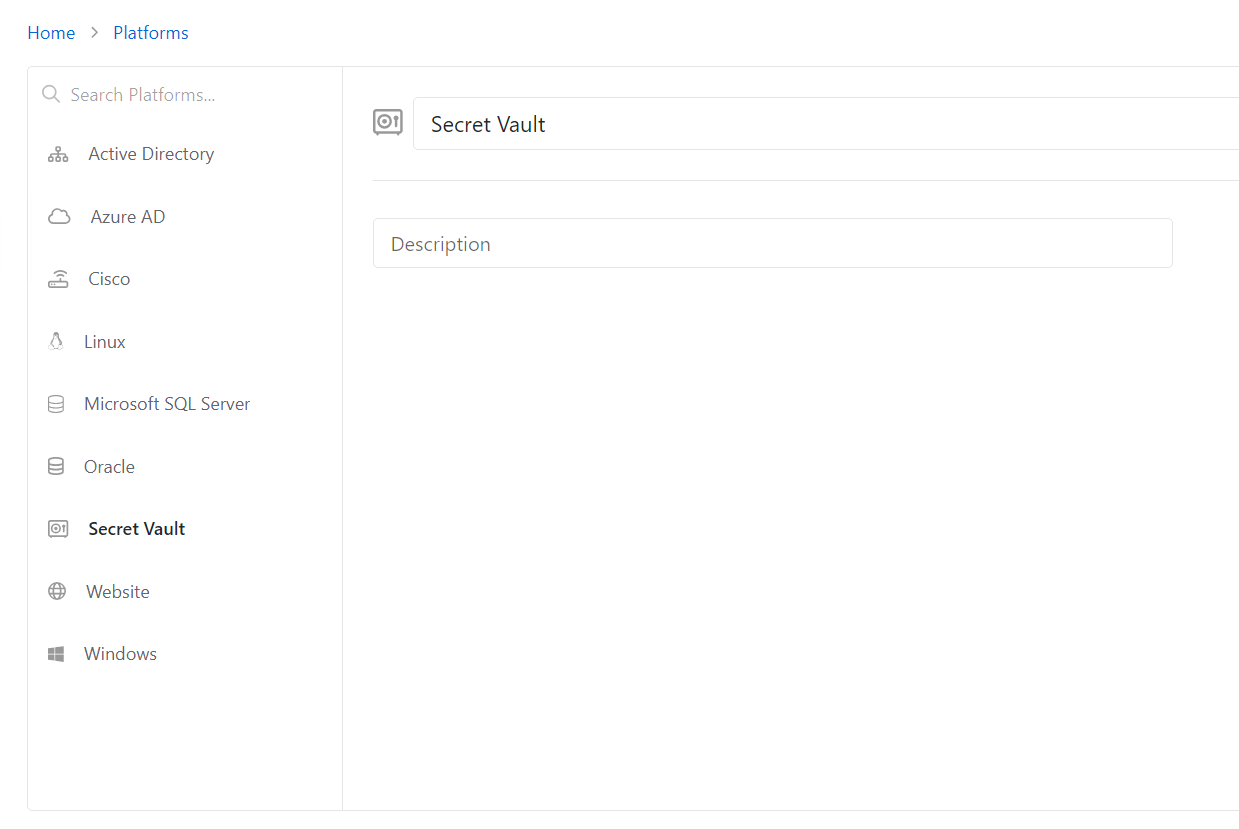 Home > Platforms
Search Platforms...
Active Directory
Azure AD
Cisco
Linux
Microsoft SQL Server
Oracle
Secret Vault
Website
Windows
Secret Vault
Description